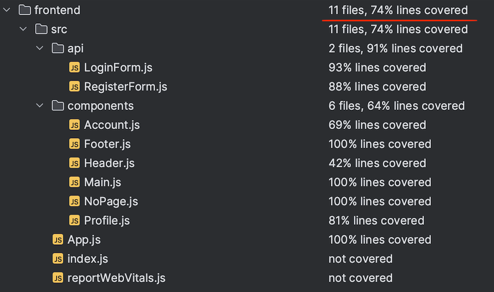 frontend 11 files, 74% lines covered
src 11 files, 74% lines covered
api 2 files, 91% lines covered
JS LoginForm.js 93% lines covered
JS RegisterForm.js 88% lines covered
components 6 files, 64% lines covered
JS Account.js 69% lines covered
JS Footer.js 100% lines covered
JS Header.js 42% lines covered
JS Main.js 100% lines covered
JS NoPage.js 100% lines covered
JS Profile.js 81% lines covered
JS App.js 100% lines covered
JS index.js not covered
JS reportWebVitals.js not covered